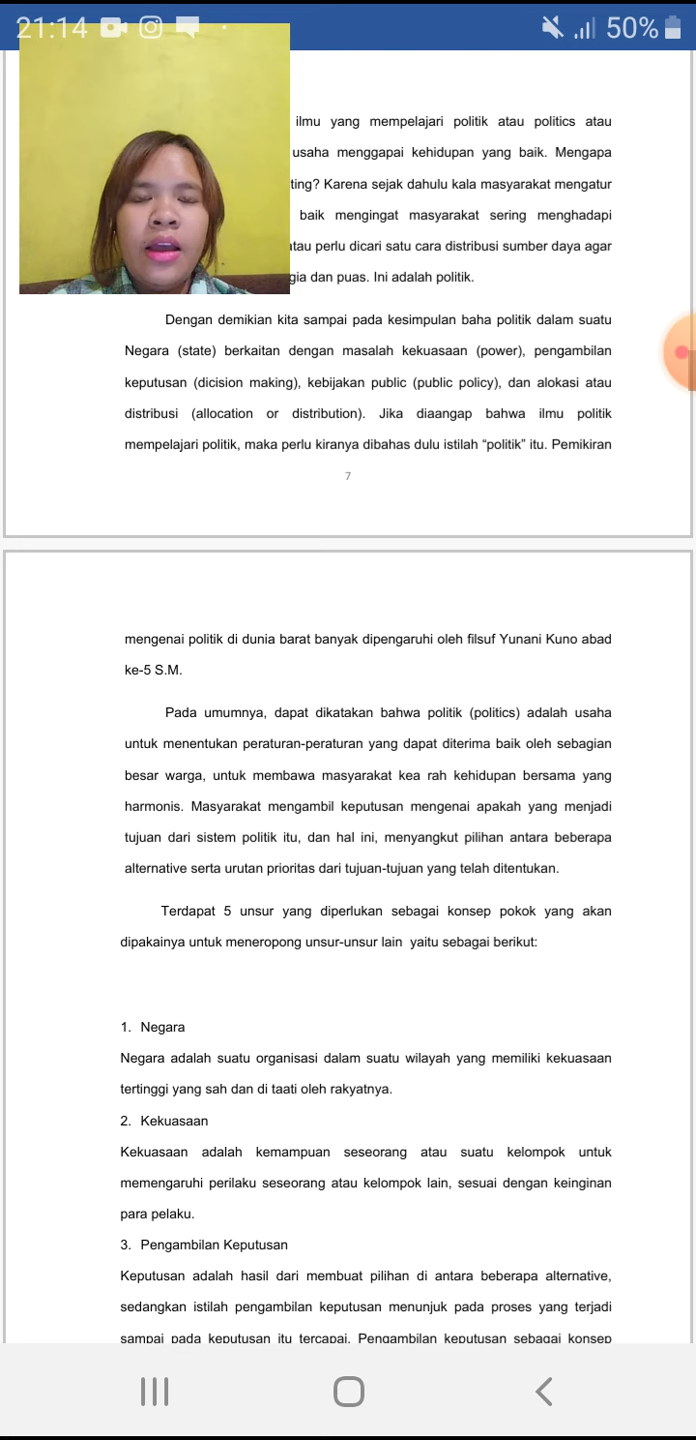 21:14
50%
ilmu yang mempelajari politik atau politics atau
usaha menggapai kehidupan yang baik. Mengapa
ting? Karena sejak dahulu kala masyarakat mengatur
baik mengingat masyarakat sering menghadapi
tau perlu dicari satu cara distribusi sumber daya agar
gia dan puas. Ini adalah politik.
Dengan demikian kita sampai pada kesimpulan baha politik dalam suatu
Negara (state) berkaitan dengan masalah kekuasaan (power), pengambilan
keputusan (dicision making), kebijakan public (public policy), dan alokasi atau
distribusi (allocation or distribution). Jika diaangap bahwa ilmu politik
mempelajari politik, maka perlu kiranya dibahas dulu istilah “politik” itu. Pemikiran
7
mengenai politik di dunia barat banyak dipengaruhi oleh filsuf Yunani Kuno abad
ke-5 S.M.
Pada umumnya, dapat dikatakan bahwa politik (politics) adalah usaha
untuk menentukan peraturan-peraturan yang dapat diterima baik oleh sebagian
besar warga, untuk membawa masyarakat kea rah kehidupan bersama yang
harmonis. Masyarakat mengambil keputusan mengenai apakah yang menjadi
tujuan dari sistem politik itu, dan hal ini, menyangkut pilihan antara beberapa
alternative serta urutan prioritas dari tujuan-tujuan yang telah ditentukan.
Terdapat 5 unsur yang diperlukan sebagai konsep pokok yang akan
dipakainya untuk meneropong unsur-unsur lain yaitu sebagai berikut:
1. Negara
Negara adalah suatu organisasi dalam suatu wilayah yang memiliki kekuasaan
tertinggi yang sah dan di taati oleh rakyatnya.
2. Kekuasaan
Kekuasaan adalah kemampuan seseorang atau suatu kelompok untuk
memengaruhi perilaku seseorang atau kelompok lain, sesuai dengan keinginan
para pelaku.
3. Pengambilan Keputusan
Keputusan adalah hasil dari membuat pilihan di antara beberapa alternative,
sedangkan istilah pengambilan keputusan menunjuk pada proses yang terjadi
sampai pada keputusan itu tercapai. Pengambilan keputusan sebagai konsep